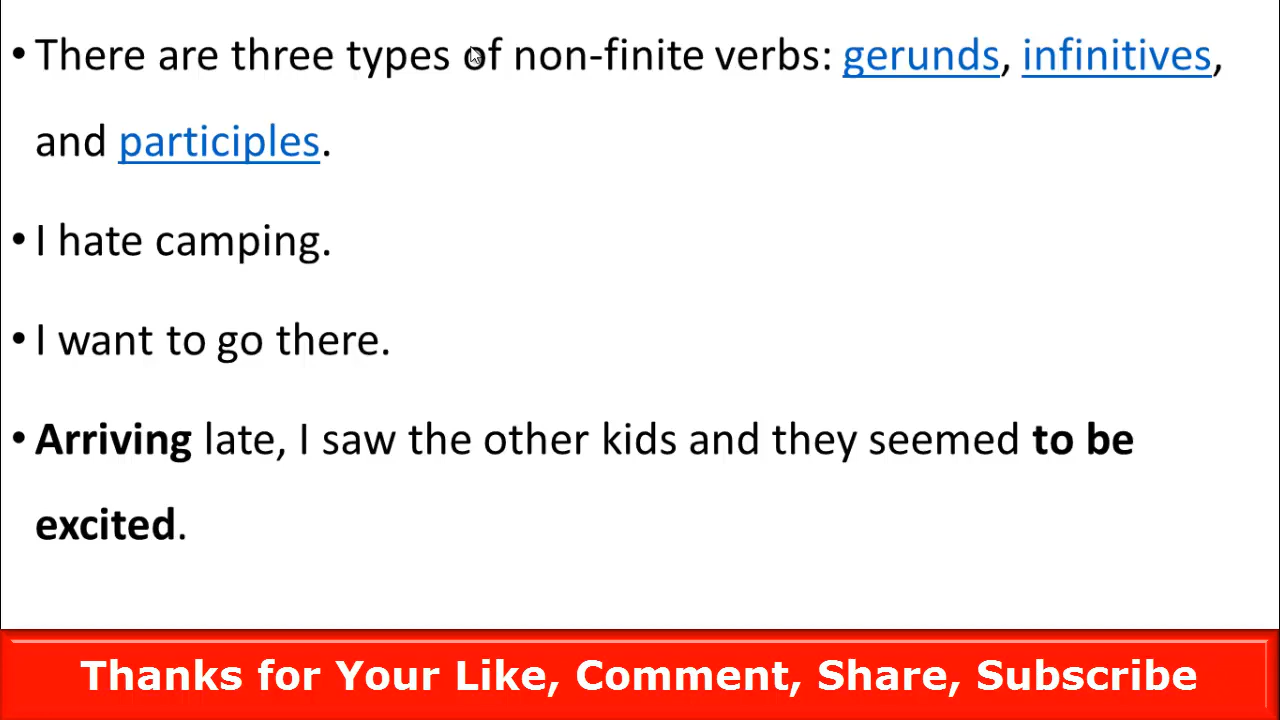 • There are three types of non-finite verbs: gerunds, infinitives,
and participles.
• I hate camping.
• I want to go there.
• Arriving late, I saw the other kids and they seemed to be
excited.
Thanks for Your Like, Comment, Share, Subscribe